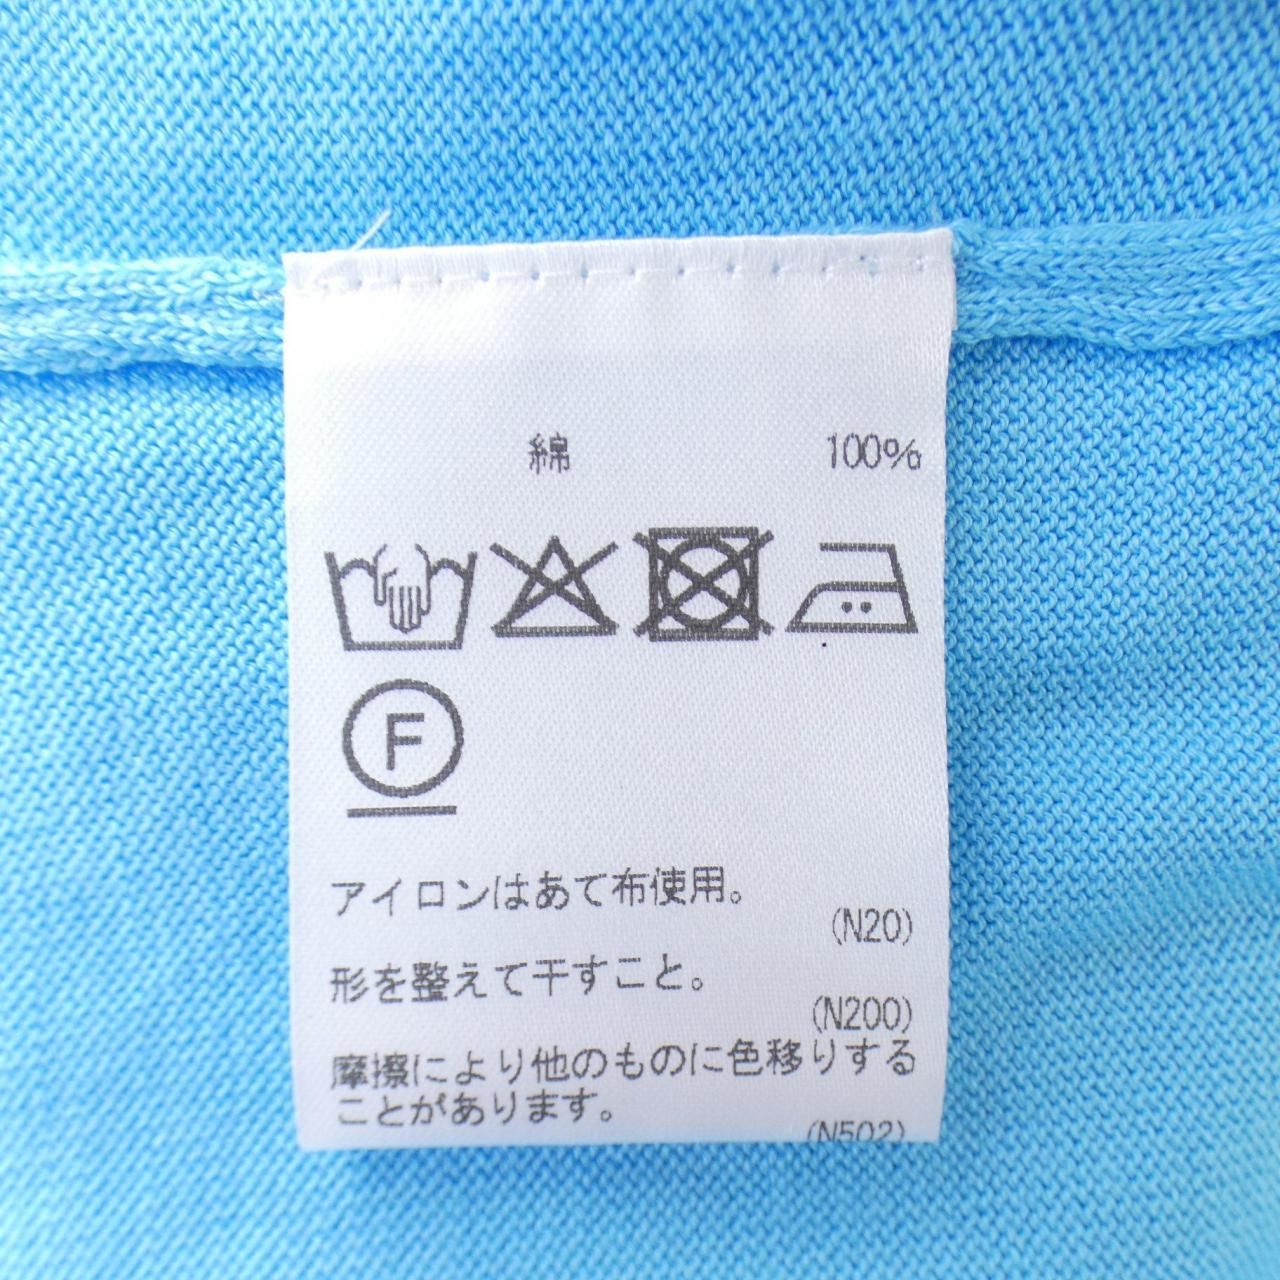 綿 100%
F
アイロンはあて布使用。
(N20)
形を整えて干すこと。
(N200)
摩擦により他のものに色移りする
ことがあります。
(N502)